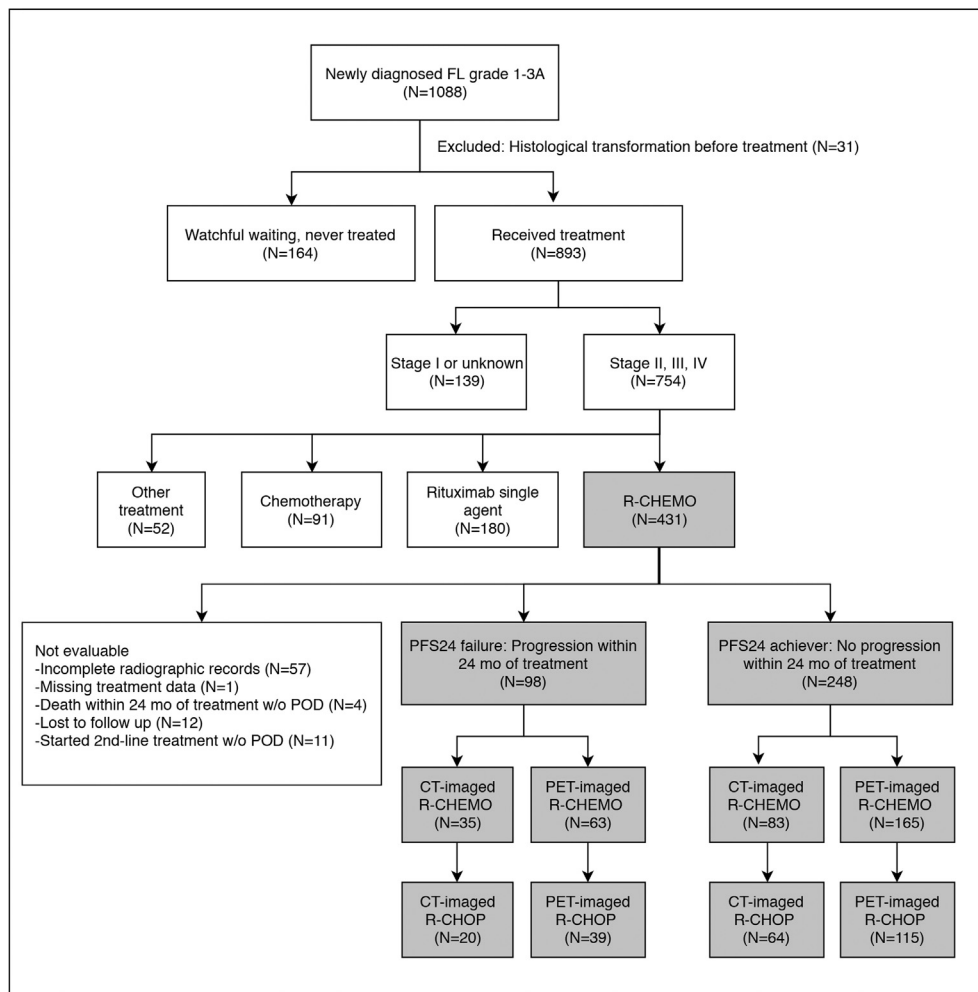 Newly diagnosed FL grade 1-3A
(N=1088)
Excluded: Histological transformation before treatment (N=31)
Watchful waiting, never treated
(N=164)
Received treatment
(N=893)
Stage I or unknown
(N=139)
Stage II, III, IV
(N=754)
Other
treatment
(N=52)
Chemotherapy
(N=91)
Rituximab single
agent
(N=180)
R-CHEMO
(N=431)
Not evaluable
-Incomplete radiographic records (N=57)
-Missing treatment data (N=1)
-Death within 24 mo of treatment w/o POD (N=4)
-Lost to follow up (N=12)
-Started 2nd-line treatment w/o POD (N=11)
PFS24 failure: Progression within
24 mo of treatment
(N=98)
PFS24 achiever: No progression
within 24 mo of treatment
(N=248)
CT-imaged
R-CHEMO
(N=35)
PET-imaged
R-CHEMO
(N=63)
CT-imaged
R-CHEMO
(N=83)
PET-imaged
R-CHEMO
(N=165)
CT-imaged
R-CHOP
(N=20)
PET-imaged
R-CHOP
(N=39)
CT-imaged
R-CHOP
(N=64)
PET-imaged
R-CHOP
(N=115)